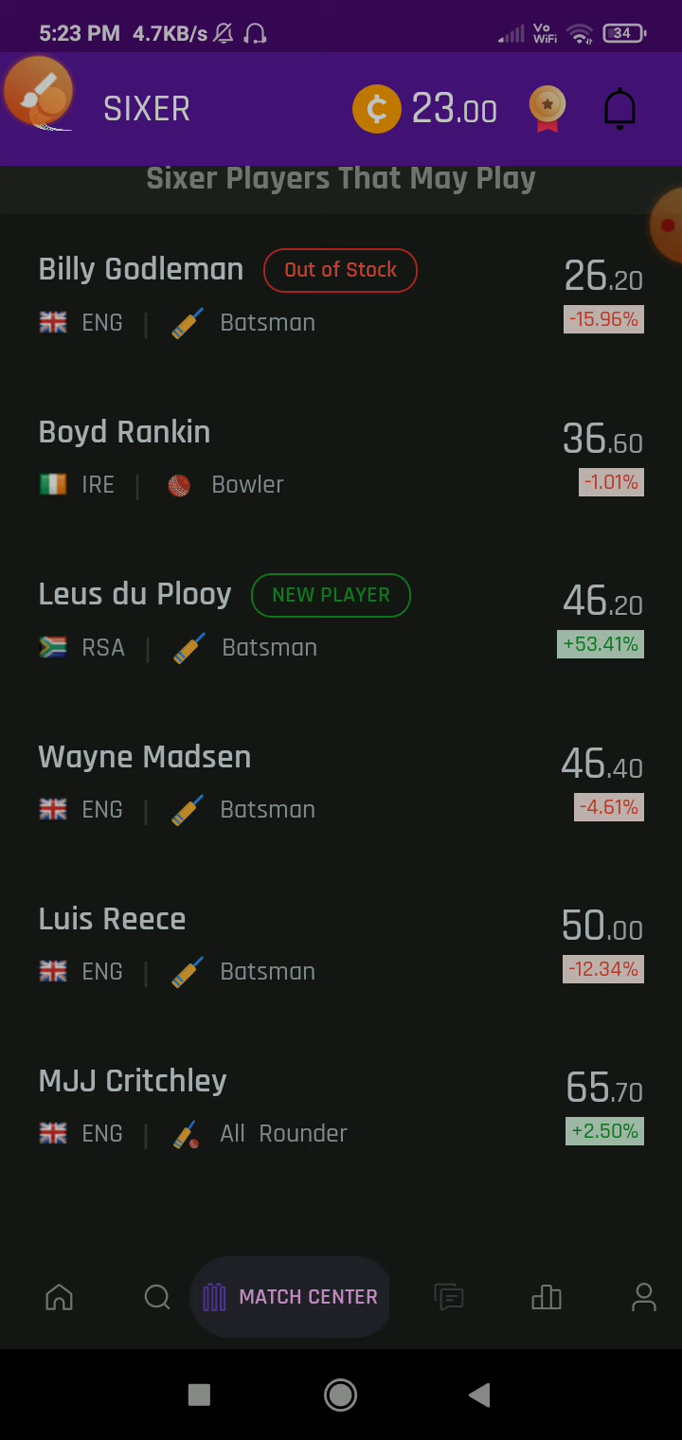 5:23 PM 4.7KB/s Vo WiFi 34
SIXER ¢ 23.00
Sixer Players That May Play
Billy Godleman Out of Stock 26.20
ENG | Batsman -15.96%
Boyd Rankin 36.60
IRE | Bowler -1.01%
Leus du Plooy NEW PLAYER 46.20
RSA | Batsman +53.41%
Wayne Madsen 46.40
ENG | Batsman -4.61%
Luis Reece 50.00
ENG | Batsman -12.34%
MJJ Critchley 65.70
ENG | All Rounder +2.50%
MATCH CENTER